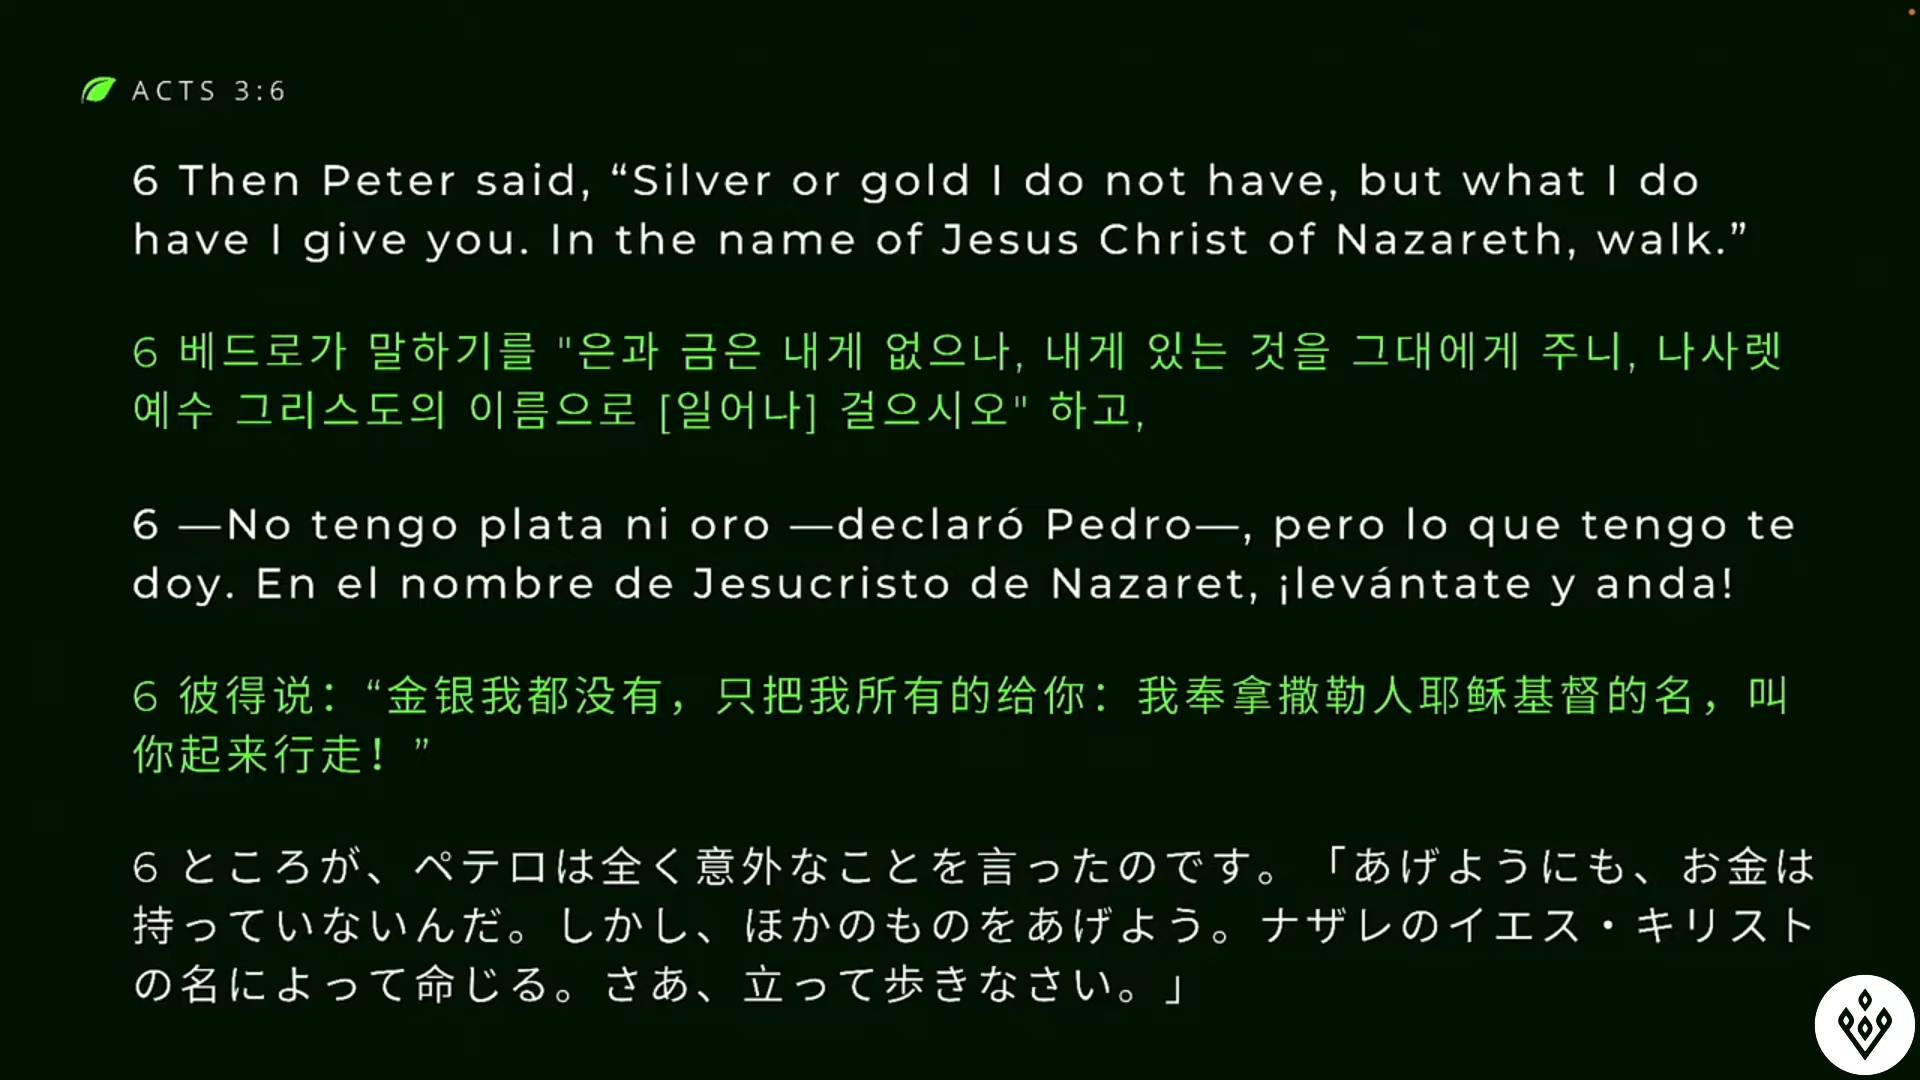 ACTS 3:6
6 Then Peter said, “Silver or gold I do not have, but what I do
have I give you. In the name of Jesus Christ of Nazareth, walk.”
6 베드로가 말하기를 "은과 금은 내게 없으나, 내게 있는 것을 그대에게 주니, 나사렛
예수 그리스도의 이름으로 [일어나] 걸으시오" 하고,
6 —No tengo plata ni oro —declaró Pedro—, pero lo que tengo te
doy. En el nombre de Jesucristo de Nazaret, ¡levántate y anda!
6 彼得说：“金银我都没有，只把我所有的给你：我奉拿撒勒人耶稣基督的名，叫
你起来行走！”
6 ところが、ペテロは全く意外なことを言ったのです。「あげようにも、お金は
持っていないんだ。しかし、ほかのものをあげよう。ナザレのイエス・キリスト
の名によって命じる。さあ、立って歩きなさい。」